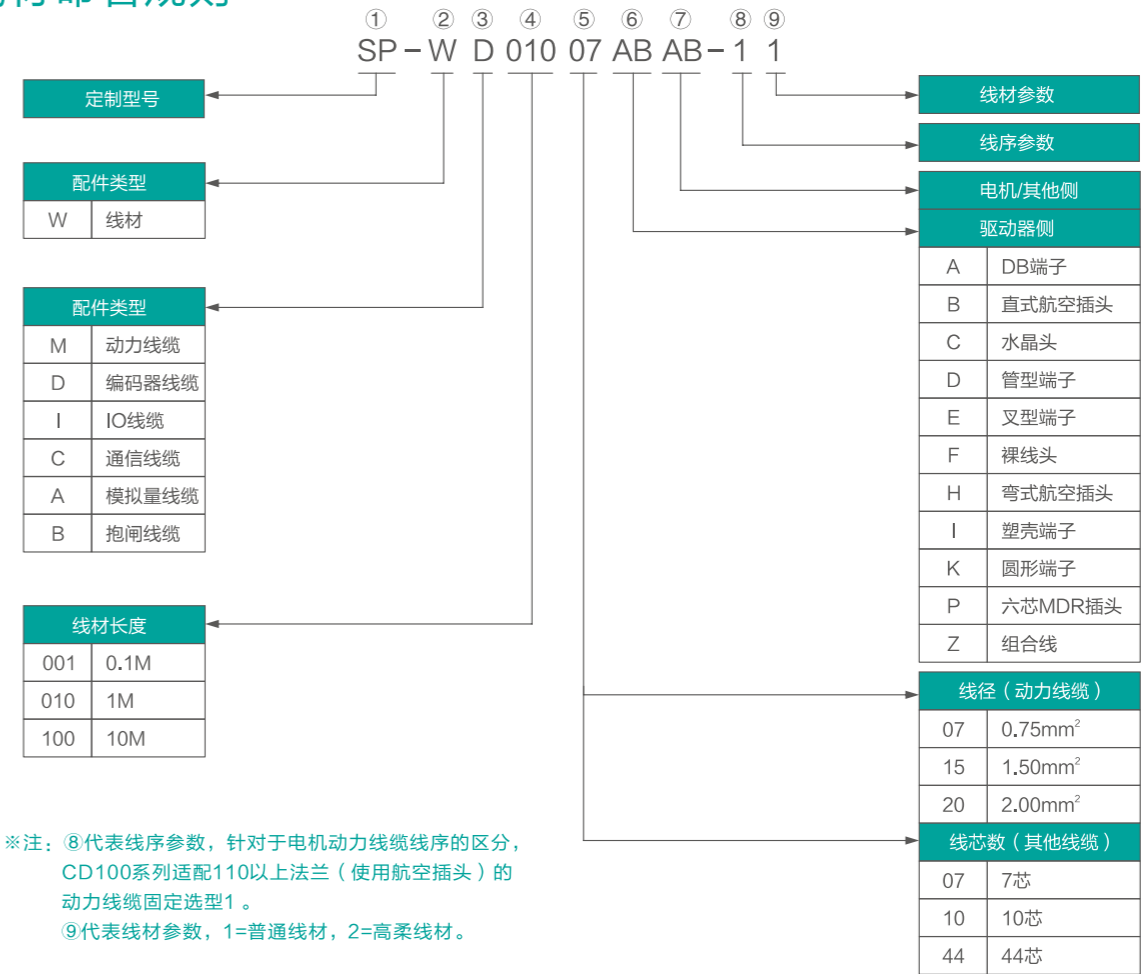 ① ② ③ ④ ⑤ ⑥ ⑦ ⑧ ⑨
SP-W D 010 07 AB AB-1 1
定制型号
配件类型
W 线材
配件类型
M 动力线缆
D 编码器线缆
I IO线缆
C 通信线缆
A 模拟量线缆
B 抱闸线缆
线材长度
001 0.1M
010 1M
100 10M
线材参数
线序参数
电机/其他侧
驱动器侧
A DB端子
B 直式航空插头
C 水晶头
D 管型端子
E 叉型端子
F 裸线头
H 弯式航空插头
I 塑壳端子
K 圆形端子
P 六芯MDR插头
Z 组合线
线径（动力线缆）
07 0.75mm²
15 1.50mm²
20 2.00mm²
线芯数（其他线缆）
07 7芯
10 10芯
44 44芯
※注：⑧代表线序参数，针对于电机动力线缆线序的区分，
CD100系列适配110以上法兰（使用航空插头）的
动力线缆固定选型1。
⑨代表线材参数，1=普通线材，2=高柔线材。